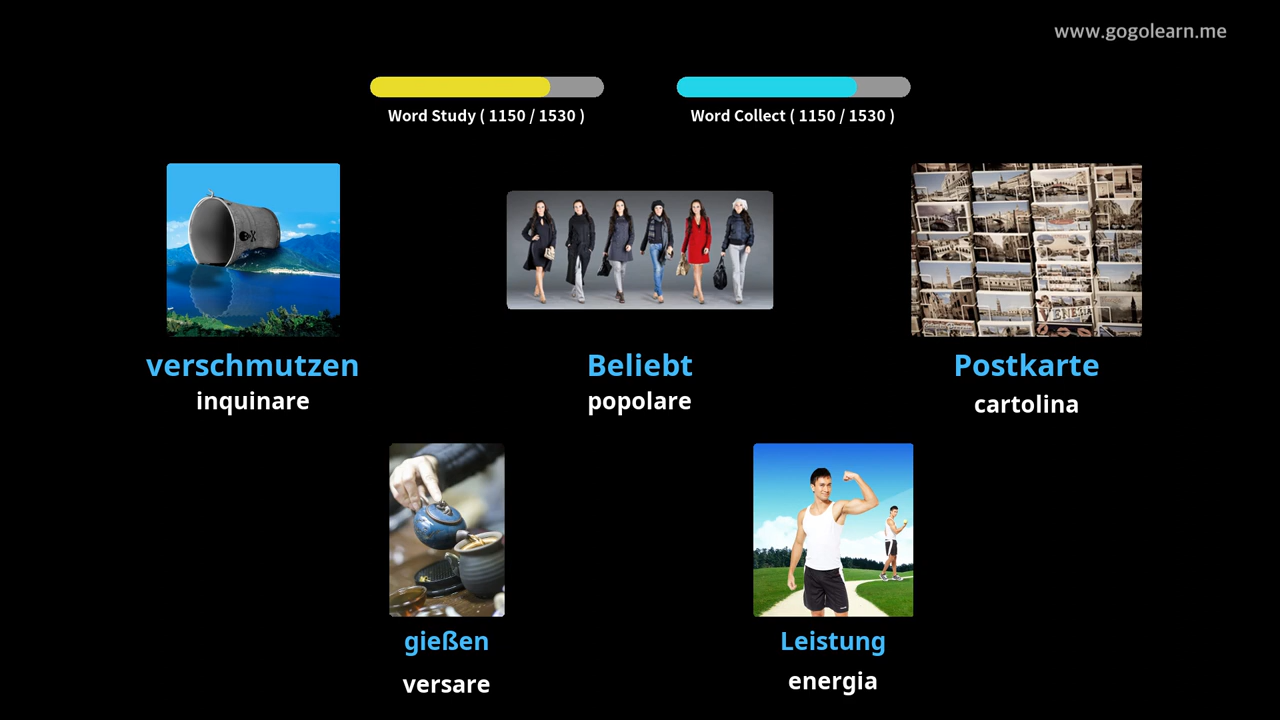 www.gogolearn.me
Word Study ( 1150 / 1530 )
Word Collect ( 1150 / 1530 )
VENEZIA
verschmutzen
Beliebt
Postkarte
inquinare
popolare
cartolina
gießen
Leistung
versare
energia